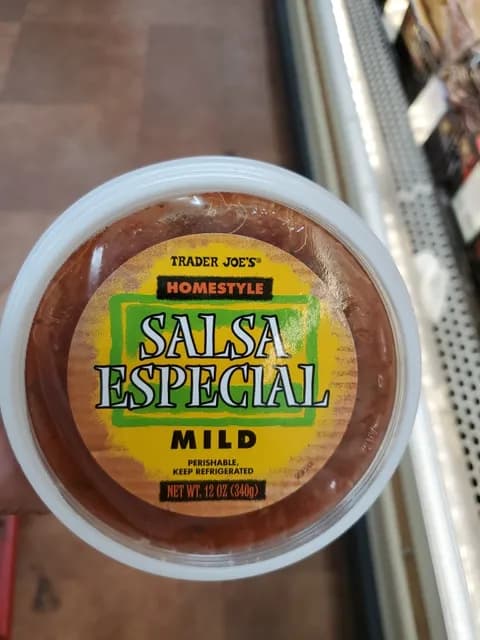 TRADER JOE'S®
HOMESTYLE
SALSA
ESPECIAL
MILD
PERISHABLE,
KEEP REFRIGERATED
NET WT. 12 OZ (340g)